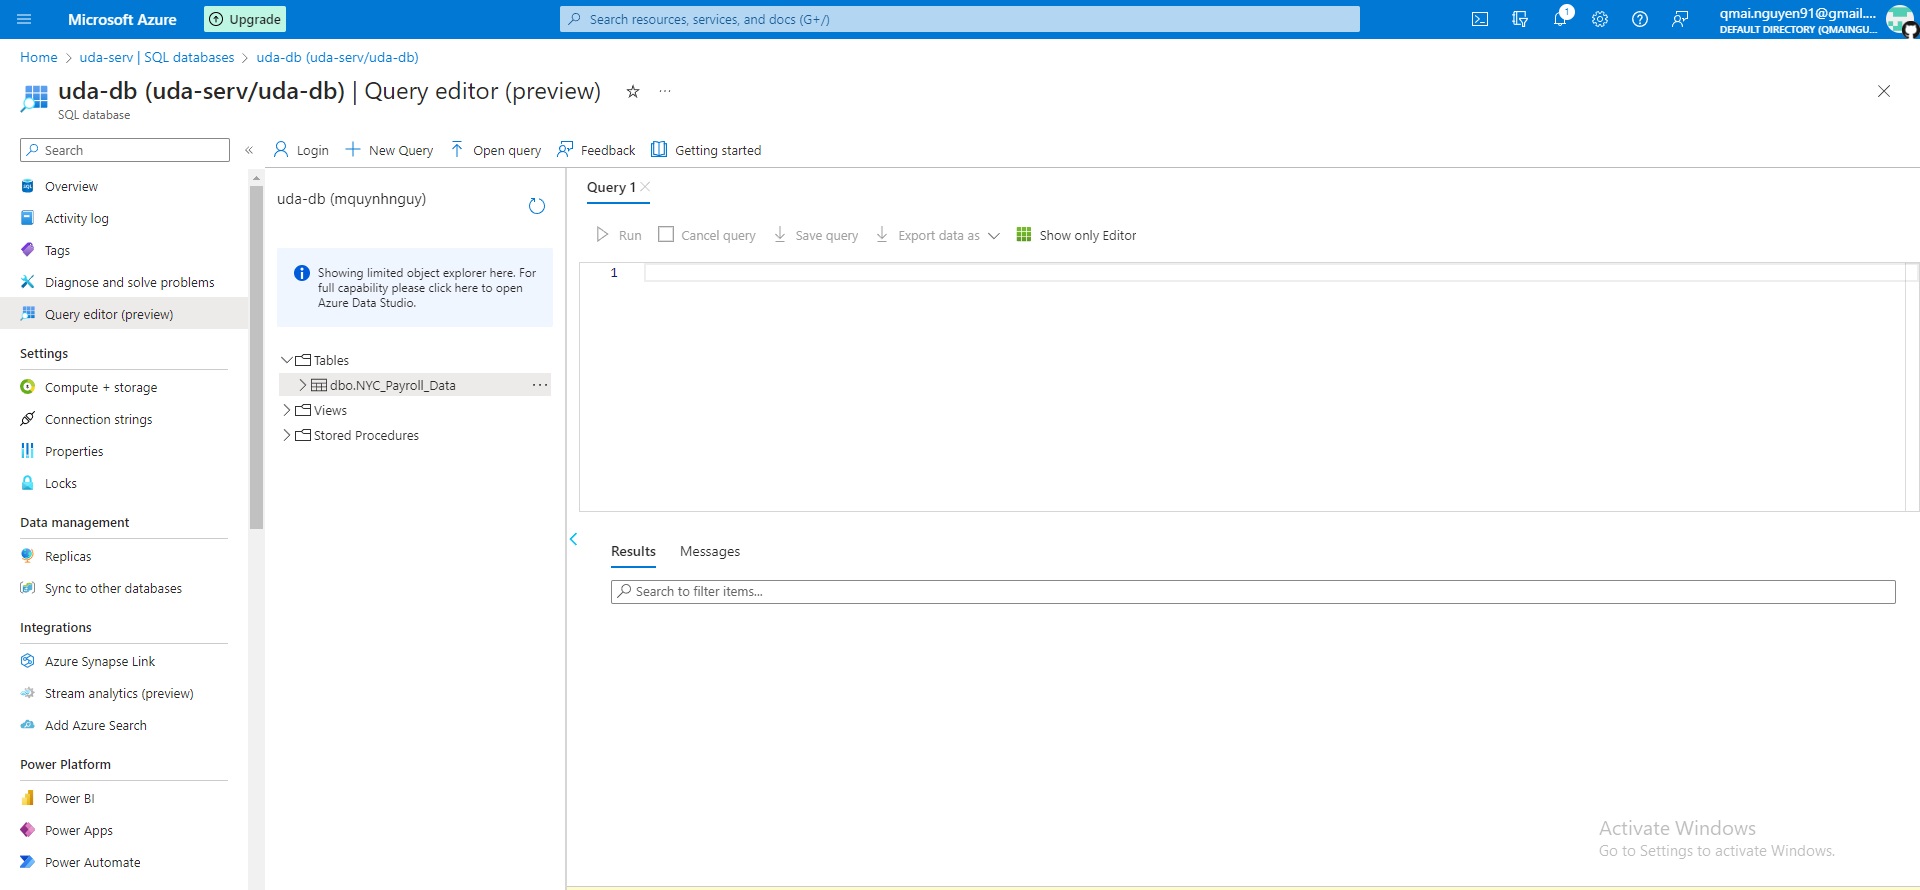 Microsoft Azure
Upgrade
Search resources, services, and docs (G+/)
1
qmai.nguyen91@gmail....
DEFAULT DIRECTORY (QMAINGU...
Home > uda-serv | SQL databases > uda-db (uda-serv/uda-db)
uda-db (uda-serv/uda-db) | Query editor (preview)
SQL database
Search
Overview
Activity log
Tags
Diagnose and solve problems
Query editor (preview)
Settings
Compute + storage
Connection strings
Properties
Locks
Data management
Replicas
Sync to other databases
Integrations
Azure Synapse Link
Stream analytics (preview)
Add Azure Search
Power Platform
Power BI
Power Apps
Power Automate
Login
New Query
Open query
Feedback
Getting started
uda-db (mquynhnguy)
Showing limited object explorer here. For
full capability please click here to open
Azure Data Studio.
Tables
dbo.NYC_Payroll_Data
Views
Stored Procedures
Query 1
Run
Cancel query
Save query
Export data as
Show only Editor
1
Results
Messages
Search to filter items...
Activate Windows
Go to Settings to activate Windows.